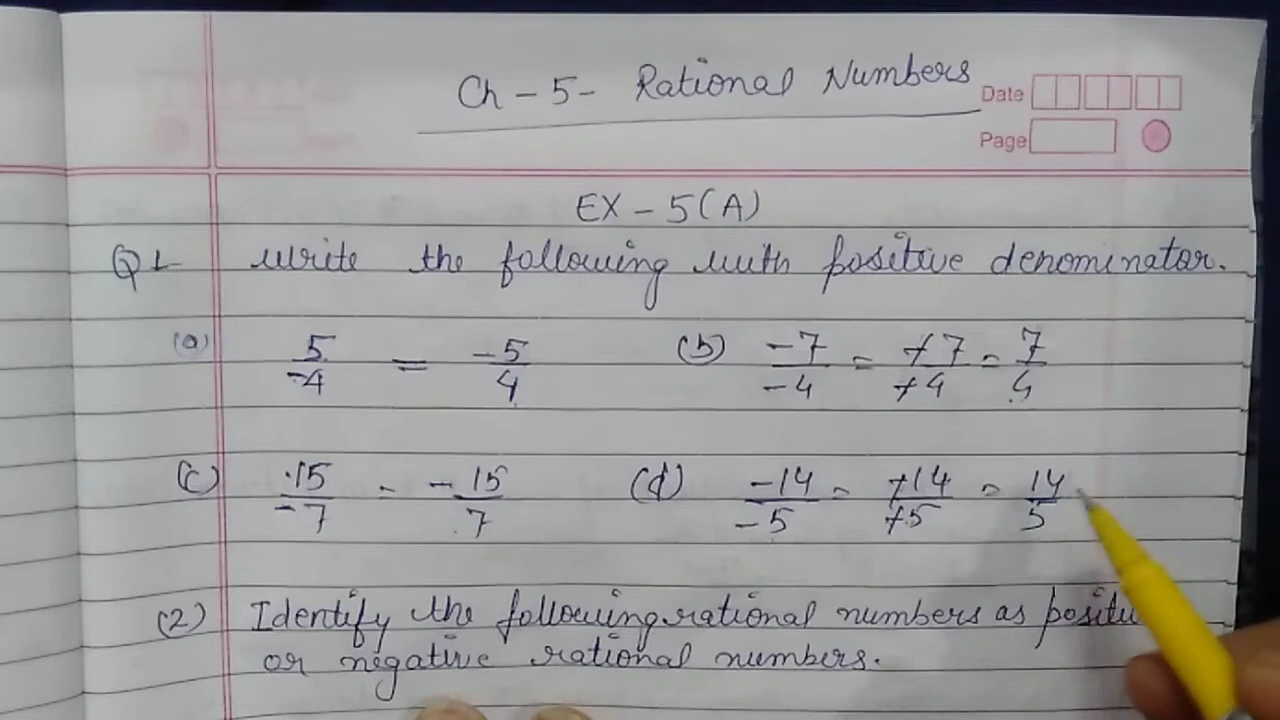 Ch - 5 - Rational Numbers
Date
Page
EX - 5(A)
Q1 Write the following with positive denominator.
(a) 5/-4 = -5/4 (b) -7/-4 = +7/+4 = 7/4
(c) 15/-7 = -15/7 (d) -14/-5 = +14/+5 = 14/5
(2) Identify the following rational numbers as
or negative rational numbers.